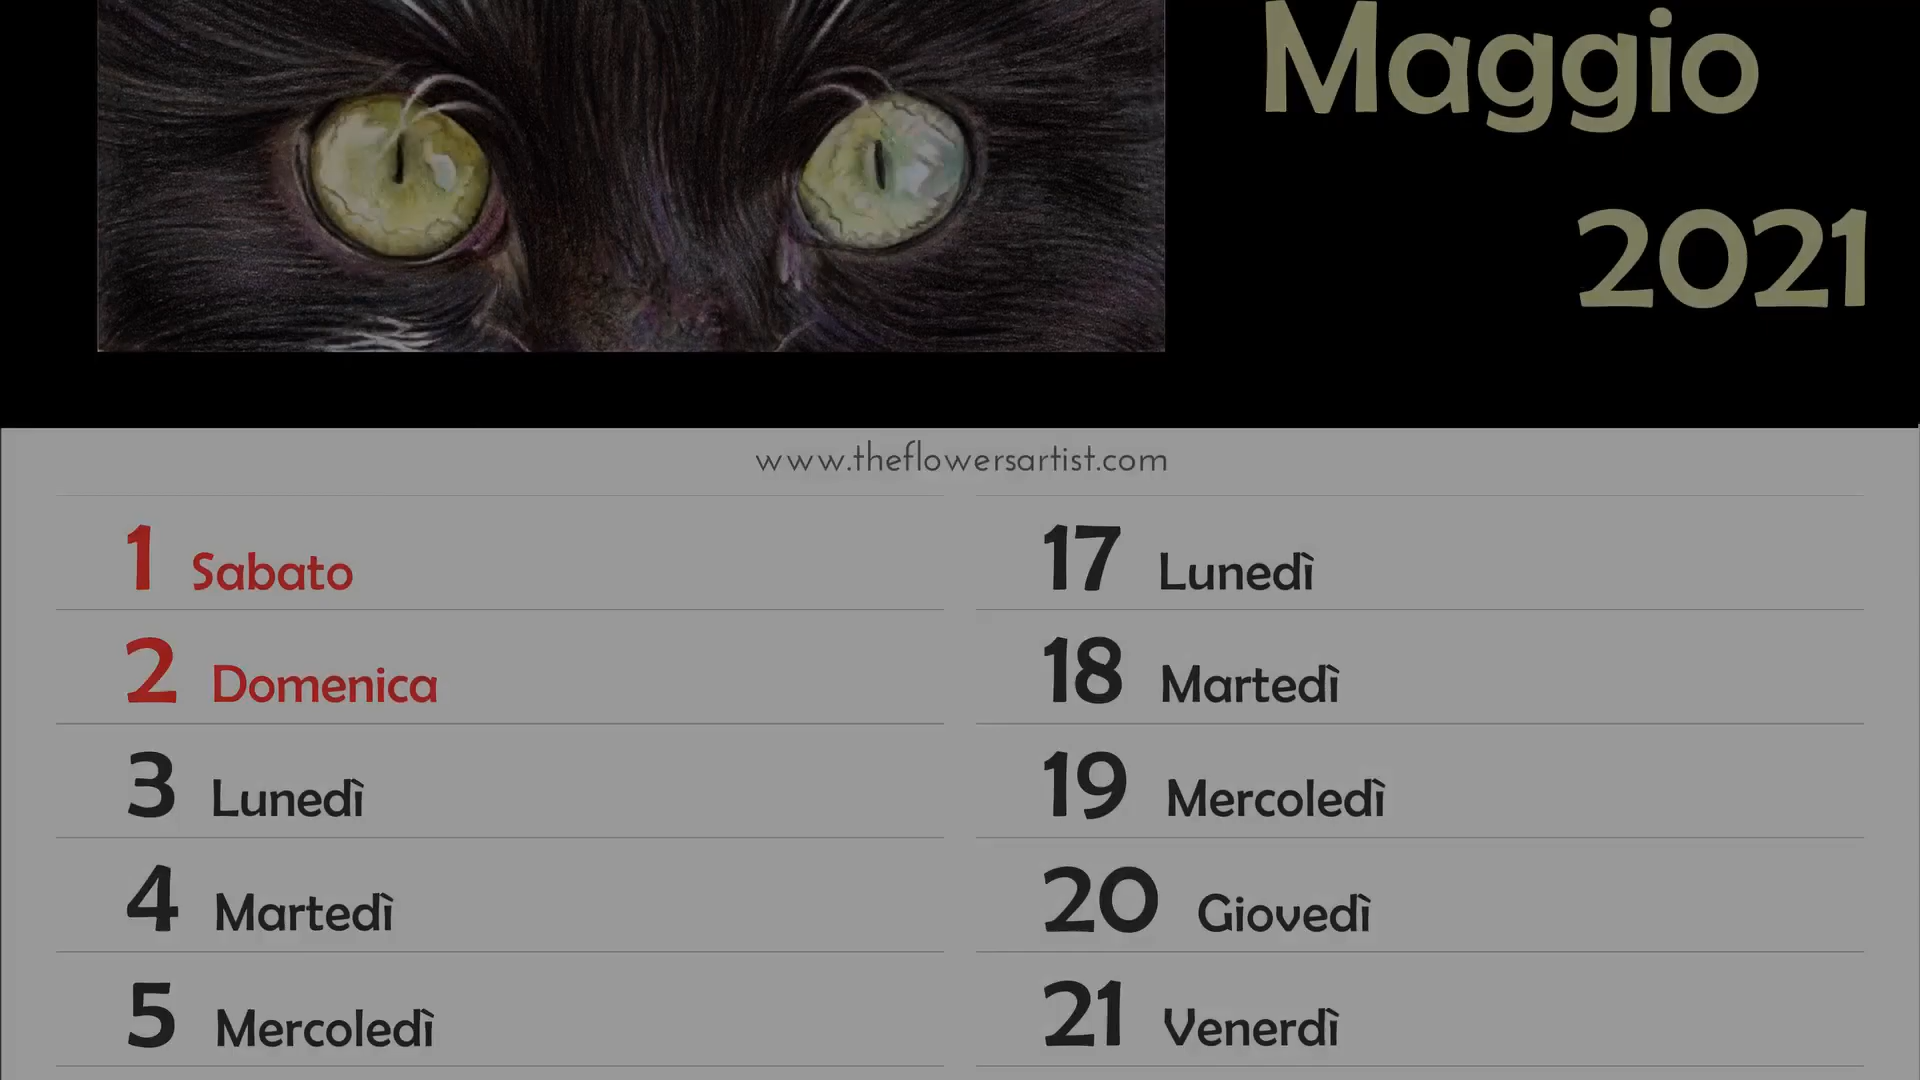 Maggio
2021
www.theflowersartist.com
1 Sabato
2 Domenica
3 Lunedì
4 Martedì
5 Mercoledì
17 Lunedì
18 Martedì
19 Mercoledì
20 Giovedì
21 Venerdì